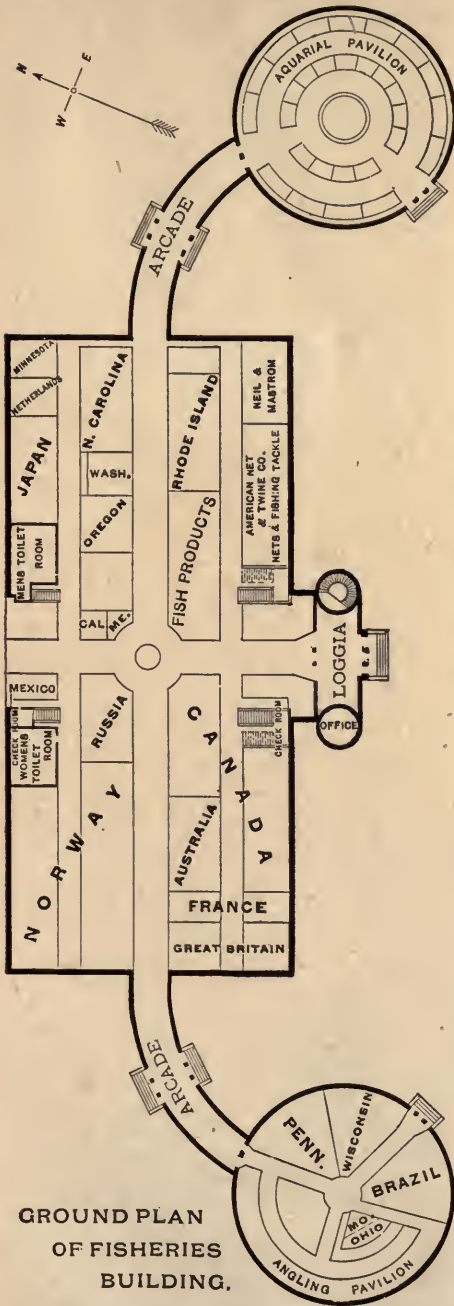 N
E
W
AQUARIAL PAVILION
ARCADE
MINNESOTA
NETHERLANDS
JAPAN
MENS TOILET
ROOM
N. CAROLINA
WASH.
OREGON
CAL.
ME.
RHODE ISLAND
FISH PRODUCTS
NEIL &
MASTROM
AMERICAN NET
& TWINE CO.
NETS & FISHING TACKLE
LOGGIA
OFFICE
MEXICO
CHECK ROOM
WOMENS
TOILET
ROOM
RUSSIA
NORWAY
CANADA
CHECK ROOM
AUSTRALIA
FRANCE
GREAT BRITAIN
ARCADE
PENN.
WISCONSIN
BRAZIL
MO.
OHIO
ANGLING PAVILION
GROUND PLAN
OF FISHERIES
BUILDING.